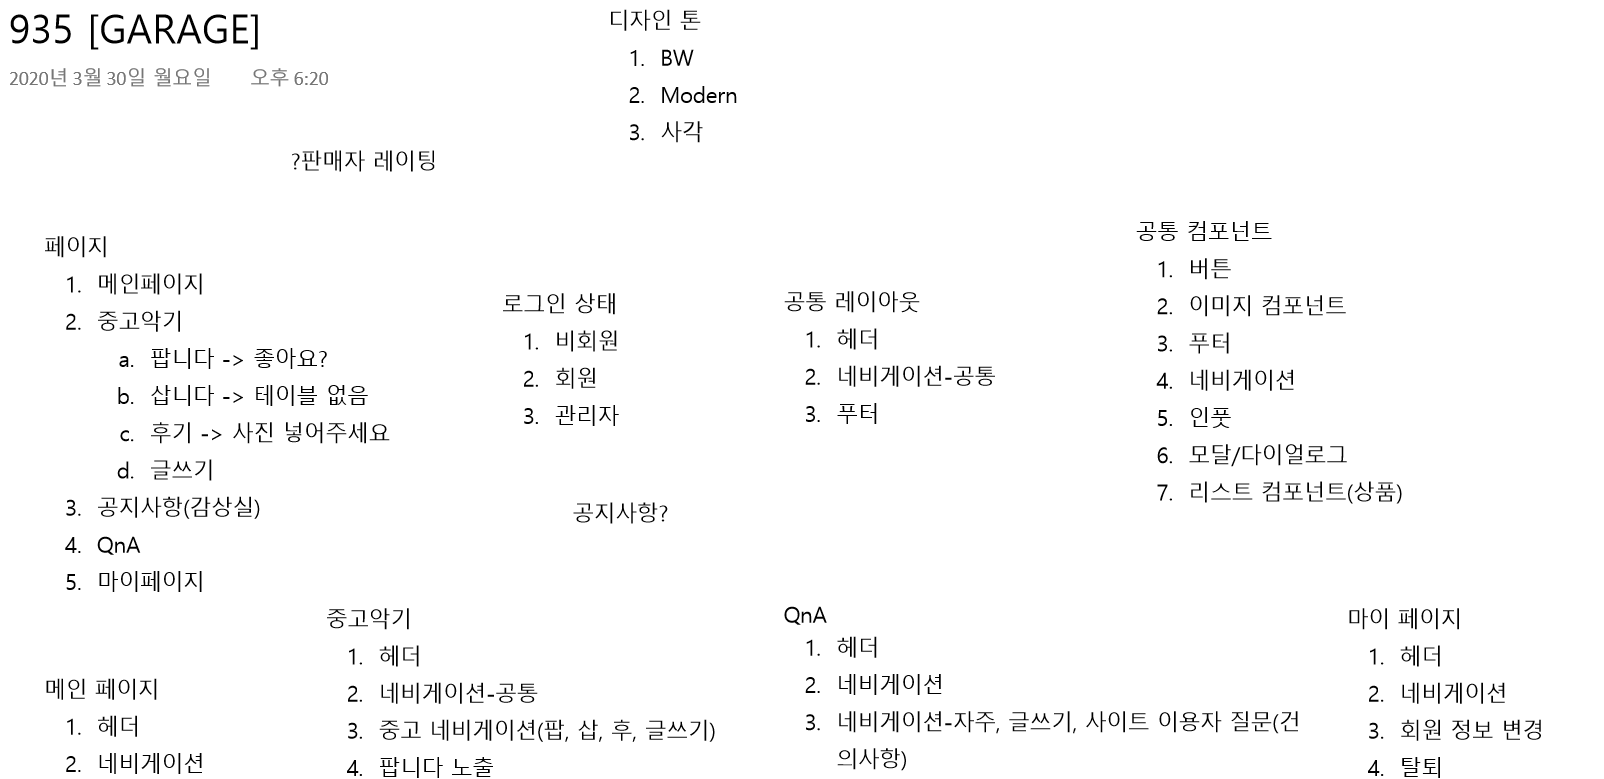 935 [GARAGE]
2020년 3월 30일 월요일 오후 6:20
디자인 톤
1. BW
2. Modern
3. 사각
?판매자 레이팅
페이지
1. 메인페이지
2. 중고악기
a. 팝니다 -> 좋아요?
b. 삽니다 -> 테이블 없음
c. 후기 -> 사진 넣어주세요
d. 글쓰기
3. 공지사항(감상실)
4. QnA
5. 마이페이지
로그인 상태
1. 비회원
2. 회원
3. 관리자
공통 레이아웃
1. 헤더
2. 네비게이션-공통
3. 푸터
공통 컴포넌트
1. 버튼
2. 이미지 컴포넌트
3. 푸터
4. 네비게이션
5. 인풋
6. 모달/다이얼로그
7. 리스트 컴포넌트(상품)
공지사항?
메인 페이지
1. 헤더
2. 네비게이션
중고악기
1. 헤더
2. 네비게이션-공통
3. 중고 네비게이션(팝, 삽, 후, 글쓰기)
4. 팝니다 노출
QnA
1. 헤더
2. 네비게이션
3. 네비게이션-자주, 글쓰기, 사이트 이용자 질문(건
의사항)
마이 페이지
1. 헤더
2. 네비게이션
3. 회원 정보 변경
4. 탈퇴